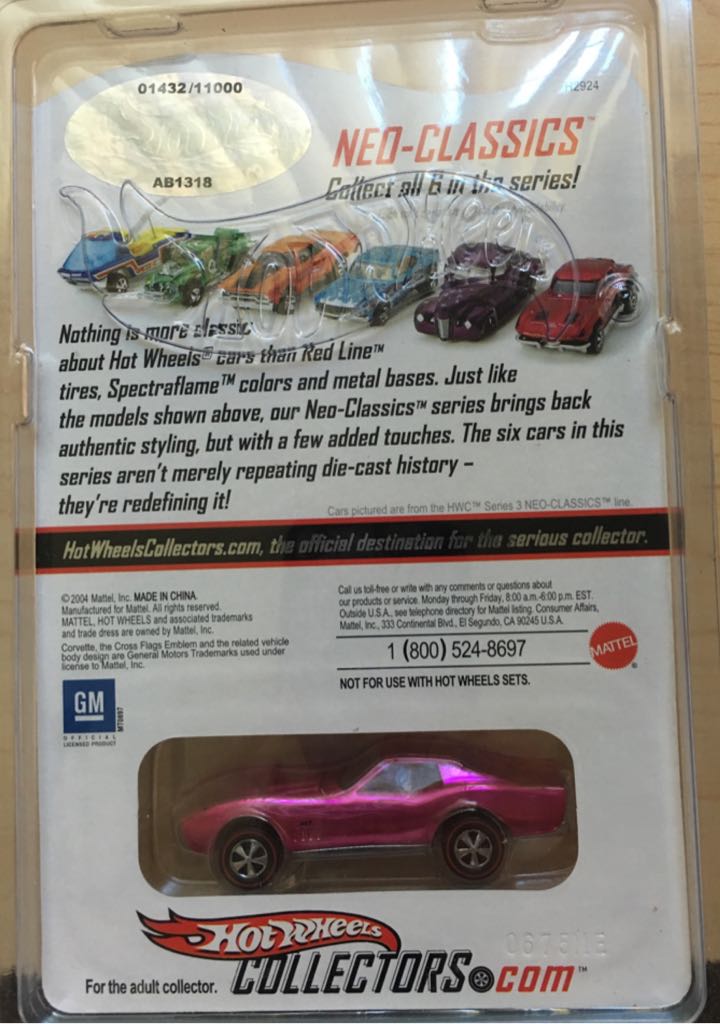 01432/11000
H2924
AB1318
NEO-CLASSICS™
Collect all 6 in the series!
Nothing is more classic
about Hot Wheels® cars than Red Line™
tires, Spectraflame™ colors and metal bases. Just like
the models shown above, our Neo-Classics™ series brings back
authentic styling, but with a few added touches. The six cars in this
series aren't merely repeating die-cast history –
they're redefining it!
Cars pictured are from the HWC™ Series 3 NEO-CLASSICS™ line.
HotWheelsCollectors.com, the official destination for the serious collector.
© 2004 Mattel, Inc. MADE IN CHINA.
Manufactured for Mattel. All rights reserved.
MATTEL, HOT WHEELS and associated trademarks
and trade dress are owned by Mattel, Inc.
Corvette, the Cross Flags Emblem and the related vehicle
body design are General Motors Trademarks used under
license to Mattel, Inc.
Call us toll-free or write with any comments or questions about
our products or service. Monday through Friday, 8:00 a.m.-6:00 p.m. EST.
Outside U.S.A., see telephone directory for Mattel listing. Consumer Affairs,
Mattel, Inc., 333 Continental Blvd., El Segundo, CA 90245 U.S.A.
1 (800) 524-8697
MATTEL
®
NOT FOR USE WITH HOT WHEELS SETS.
GM
OFFICIAL
LICENSED PRODUCT
Hot Wheels
COLLECTORS.com™
For the adult collector.